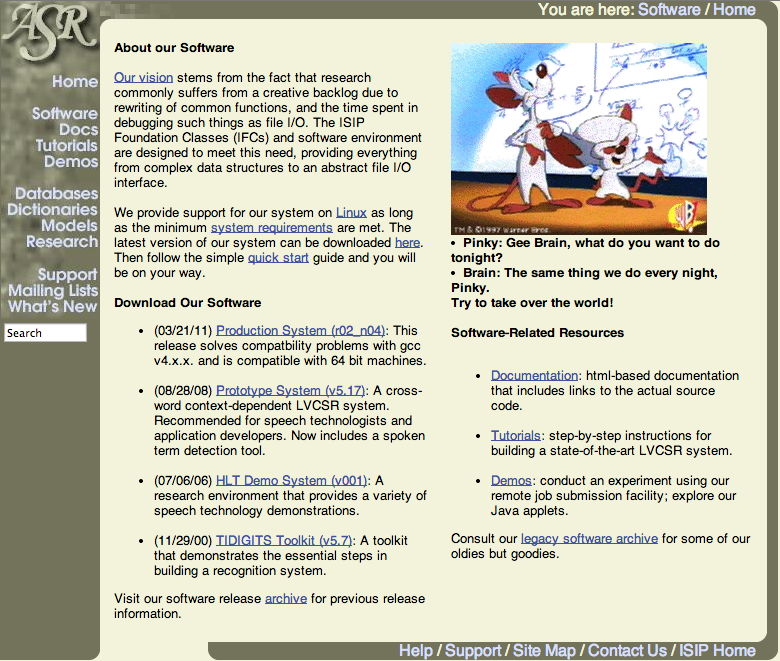 You are here: Software / Home
ASR
Home
Software
Docs
Tutorials
Demos
Databases
Dictionaries
Models
Research
Support
Mailing Lists
What's New
Search
About our Software
Our vision stems from the fact that research
commonly suffers from a creative backlog due to
rewriting of common functions, and the time spent in
debugging such things as file I/O. The ISIP
Foundation Classes (IFCs) and software environment
are designed to meet this need, providing everything
from complex data structures to an abstract file I/O
interface.
We provide support for our system on Linux as long
as the minimum system requirements are met. The
latest version of our system can be downloaded here.
Then follow the simple quick start guide and you will
be on your way.
Download Our Software
• (03/21/11) Production System (r02_n04): This
release solves compatbility problems with gcc
v4.x.x. and is compatible with 64 bit machines.
• (08/28/08) Prototype System (v5.17): A cross-
word context-dependent LVCSR system.
Recommended for speech technologists and
application developers. Now includes a spoken
term detection tool.
• (07/06/06) HLT Demo System (v001): A
research environment that provides a variety of
speech technology demonstrations.
• (11/29/00) TIDIGITS Toolkit (v5.7): A toolkit
that demonstrates the essential steps in
building a recognition system.
Visit our software release archive for previous release
information.
TM & ©1997 Warner Bros.
• Pinky: Gee Brain, what do you want to do
tonight?
• Brain: The same thing we do every night,
Pinky.
Try to take over the world!
Software-Related Resources
• Documentation: html-based documentation
that includes links to the actual source
code.
• Tutorials: step-by-step instructions for
building a state-of-the-art LVCSR system.
• Demos: conduct an experiment using our
remote job submission facility; explore our
Java applets.
Consult our legacy software archive for some of our
oldies but goodies.
Help / Support / Site Map / Contact Us / ISIP Home